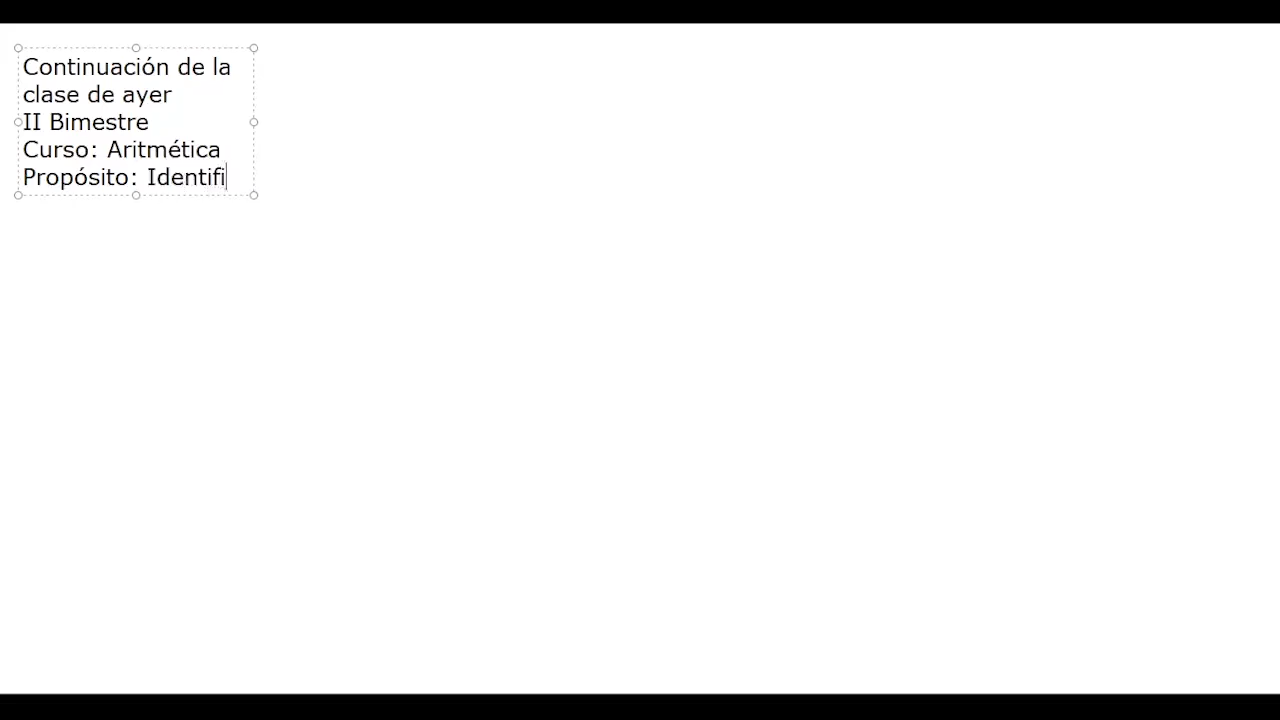 Continuación de la
clase de ayer
II Bimestre
Curso: Aritmética
Propósito: Identifi